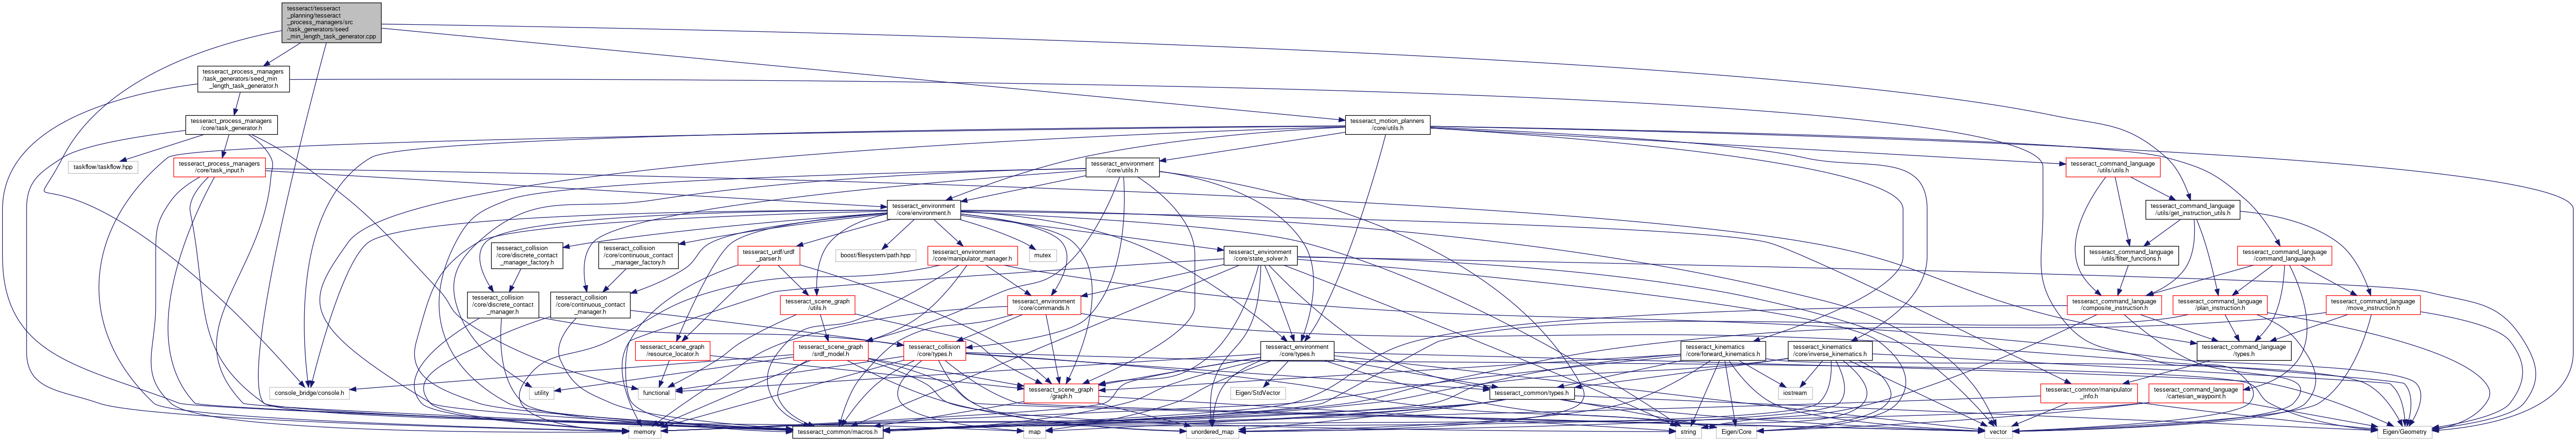 tesseract/tesseract
_planning/tesseract
_process_managers/src
/task_generators/seed
_min_length_task_generator.cpp
tesseract_process_managers
/task_generators/seed_min
_length_task_generator.h
tesseract_process_managers
/core/task_generator.h
tesseract_motion_planners
/core/utils.h
taskflow/taskflow.hpp
tesseract_process_managers
/core/task_input.h
tesseract_environment
/core/utils.h
tesseract_command_language
/utils/utils.h
tesseract_environment
/core/environment.h
tesseract_command_language
/utils/get_instruction_utils.h
tesseract_collision
/core/discrete_contact
_manager_factory.h
tesseract_collision
/core/continuous_contact
_manager_factory.h
tesseract_urdf/urdf
_parser.h
boost/filesystem/path.hpp
tesseract_environment
/core/manipulator_manager.h
mutex
tesseract_environment
/core/state_solver.h
tesseract_command_language
/utils/filter_functions.h
tesseract_command_language
/command_language.h
tesseract_collision
/core/discrete_contact
_manager.h
tesseract_collision
/core/continuous_contact
_manager.h
tesseract_scene_graph
/utils.h
tesseract_environment
/core/commands.h
tesseract_command_language
/composite_instruction.h
tesseract_command_language
/plan_instruction.h
tesseract_command_language
/move_instruction.h
tesseract_scene_graph
/resource_locator.h
tesseract_scene_graph
/srdf_model.h
tesseract_collision
/core/types.h
tesseract_environment
/core/types.h
tesseract_kinematics
/core/forward_kinematics.h
tesseract_kinematics
/core/inverse_kinematics.h
tesseract_command_language
/types.h
console_bridge/console.h
utility
functional
tesseract_scene_graph
/graph.h
Eigen/StdVector
tesseract_common/types.h
iostream
tesseract_common/manipulator
_info.h
tesseract_command_language
/cartesian_waypoint.h
memory
tesseract_common/macros.h
map
unordered_map
string
Eigen/Core
vector
Eigen/Geometry